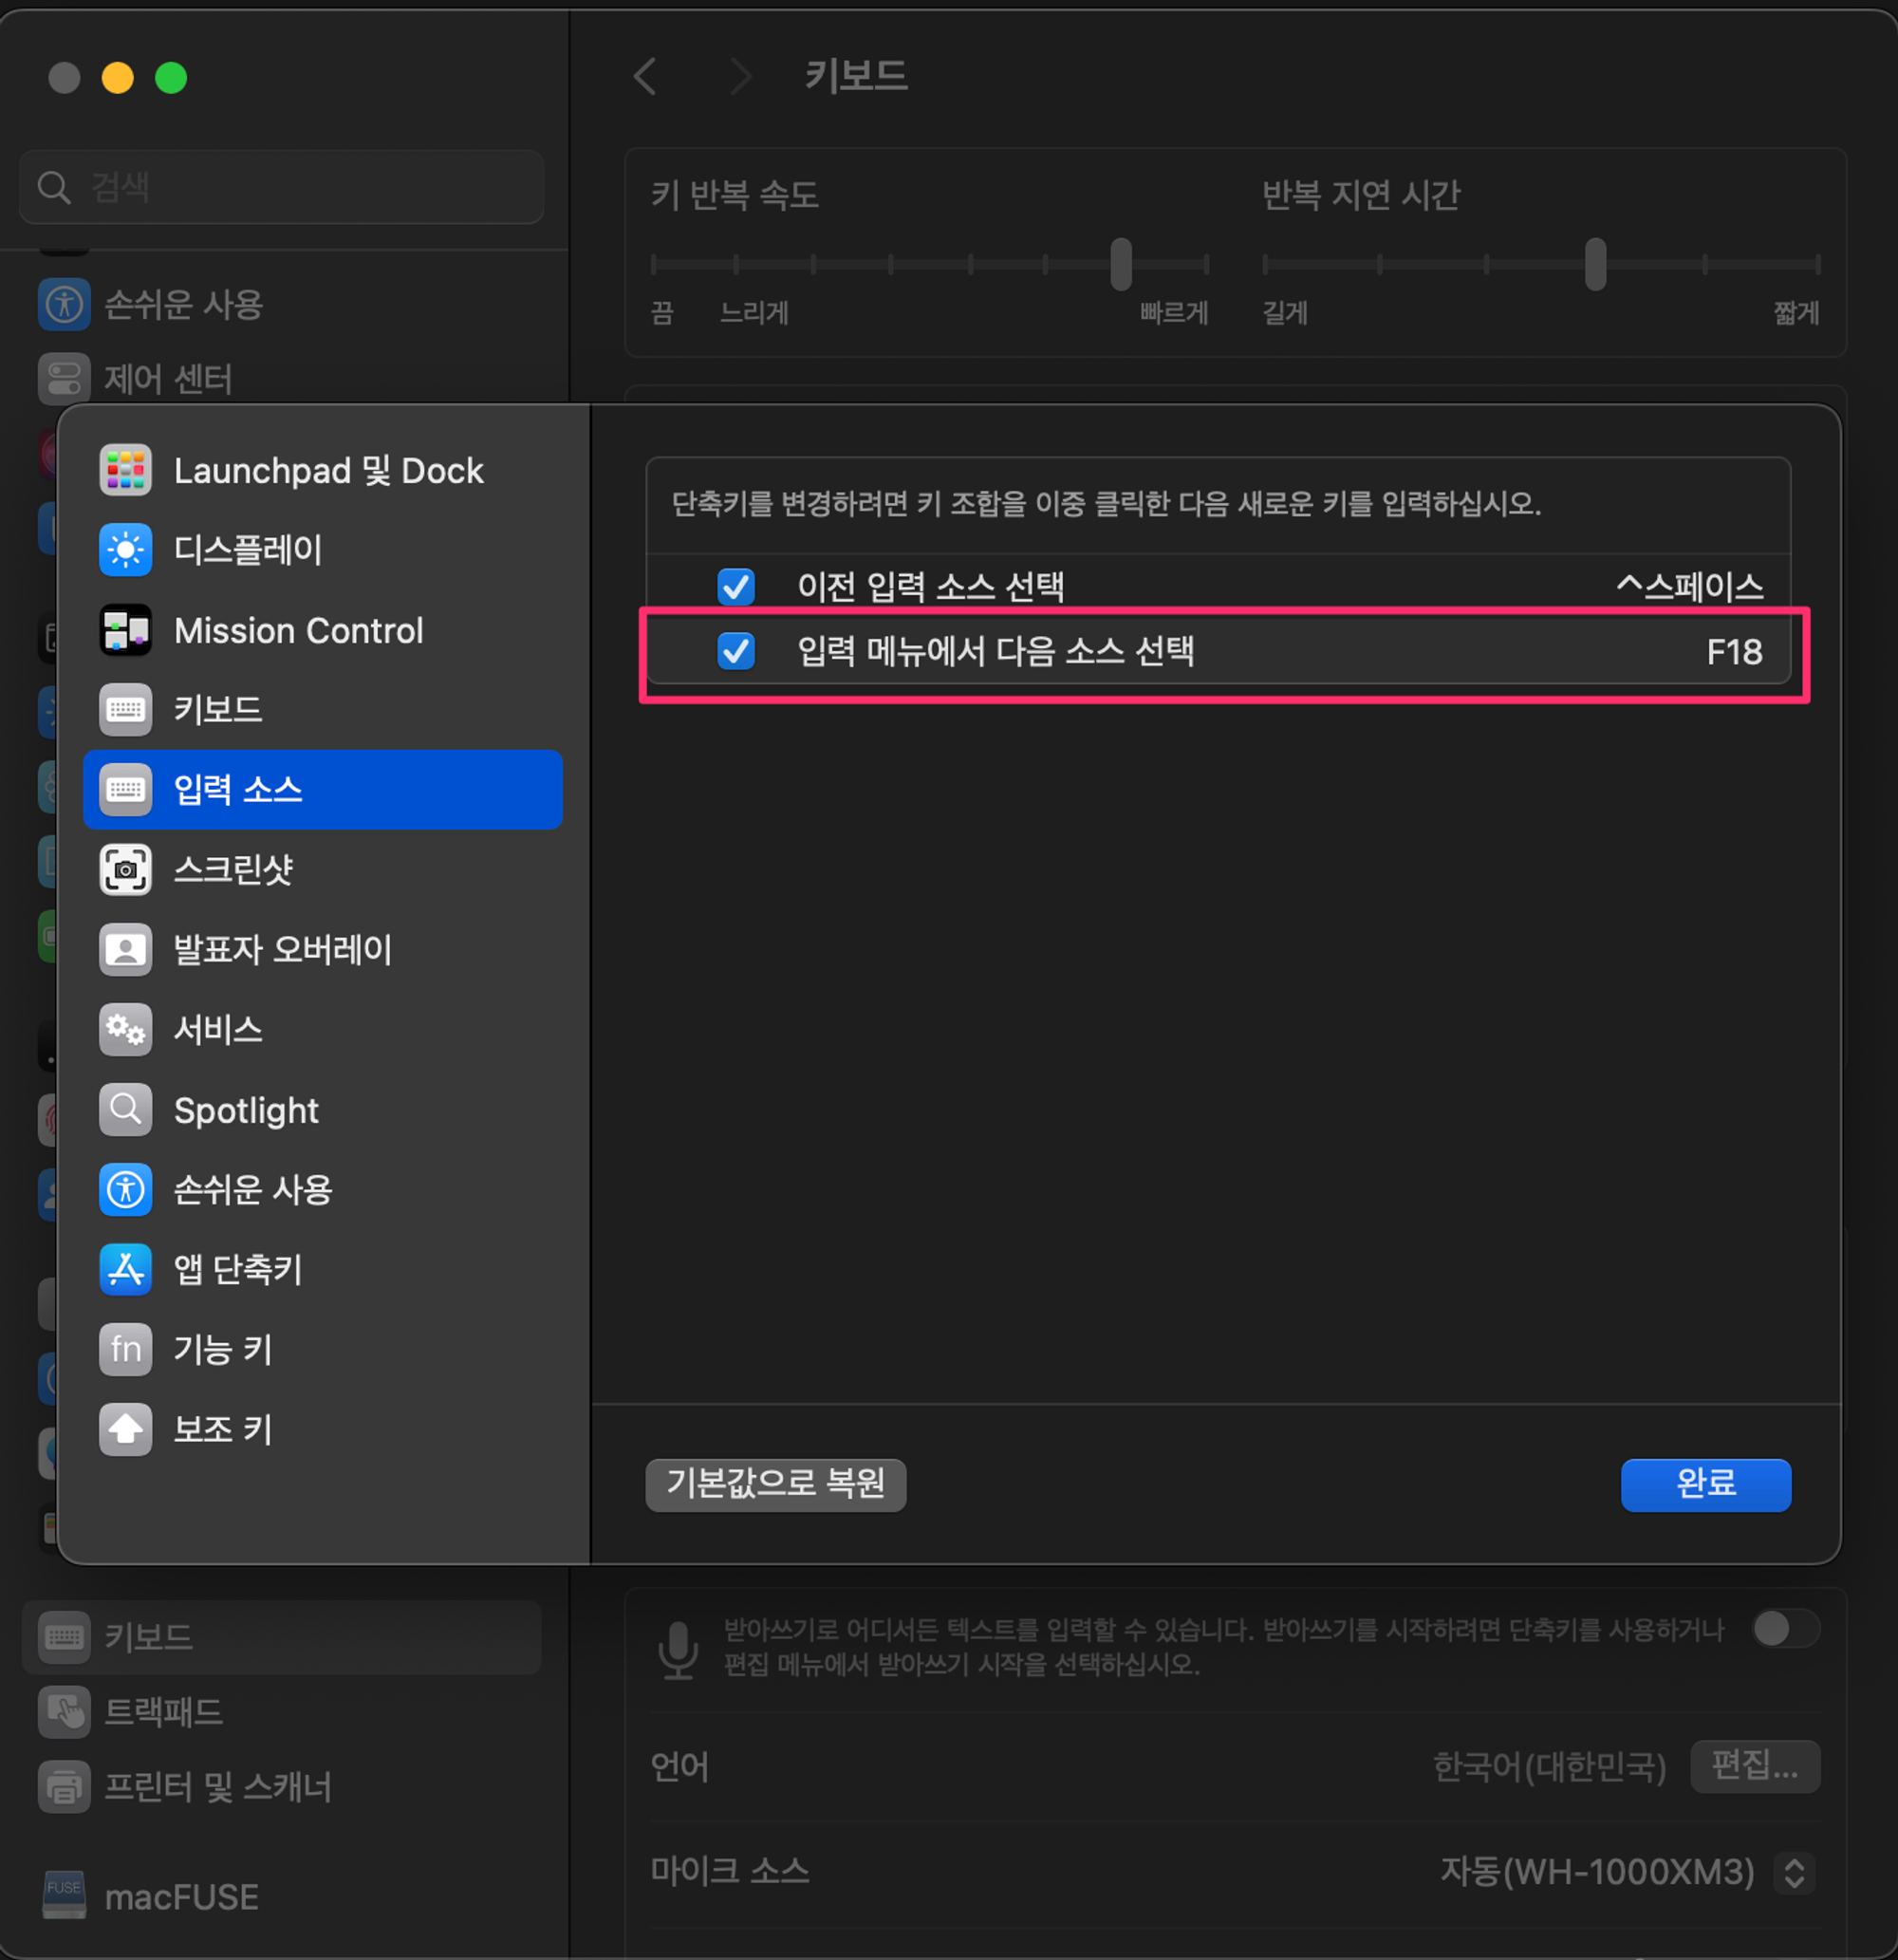 키보드
검색
키 반복 속도
반복 지연 시간
끔
느리게
빠르게
길게
짧게
손쉬운 사용
제어 센터
Launchpad 및 Dock
디스플레이
Mission Control
키보드
입력 소스
스크린샷
발표자 오버레이
서비스
Spotlight
손쉬운 사용
앱 단축키
fn 기능 키
보조 키
단축키를 변경하려면 키 조합을 이중 클릭한 다음 새로운 키를 입력하십시오.
이전 입력 소스 선택 ^스페이스
입력 메뉴에서 다음 소스 선택 F18
기본값으로 복원
완료
키보드
트랙패드
프린터 및 스캐너
FUSE macFUSE
받아쓰기로 어디서든 텍스트를 입력할 수 있습니다. 받아쓰기를 시작하려면 단축키를 사용하거나
편집 메뉴에서 받아쓰기 시작을 선택하십시오.
언어 한국어(대한민국) 편집...
마이크 소스 자동(WH-1000XM3)